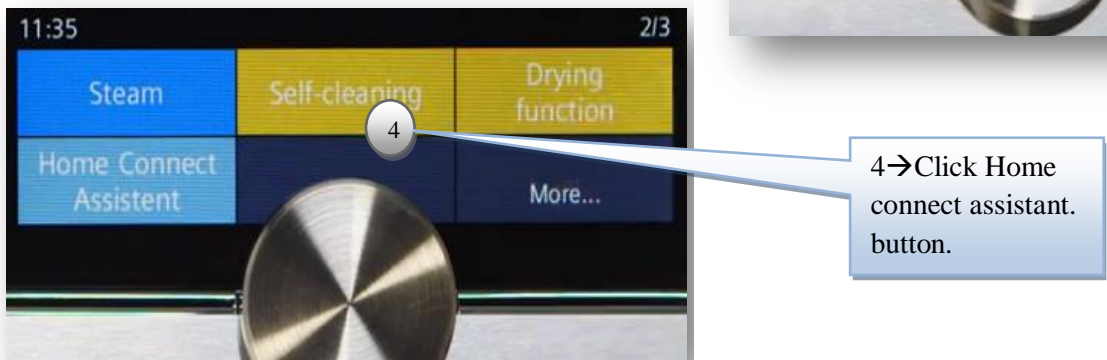 11:35
2/3
Steam
Self-cleaning
Drying
function
Home Connect
Assistent
More...
4
4→Click Home
connect assistant.
button.